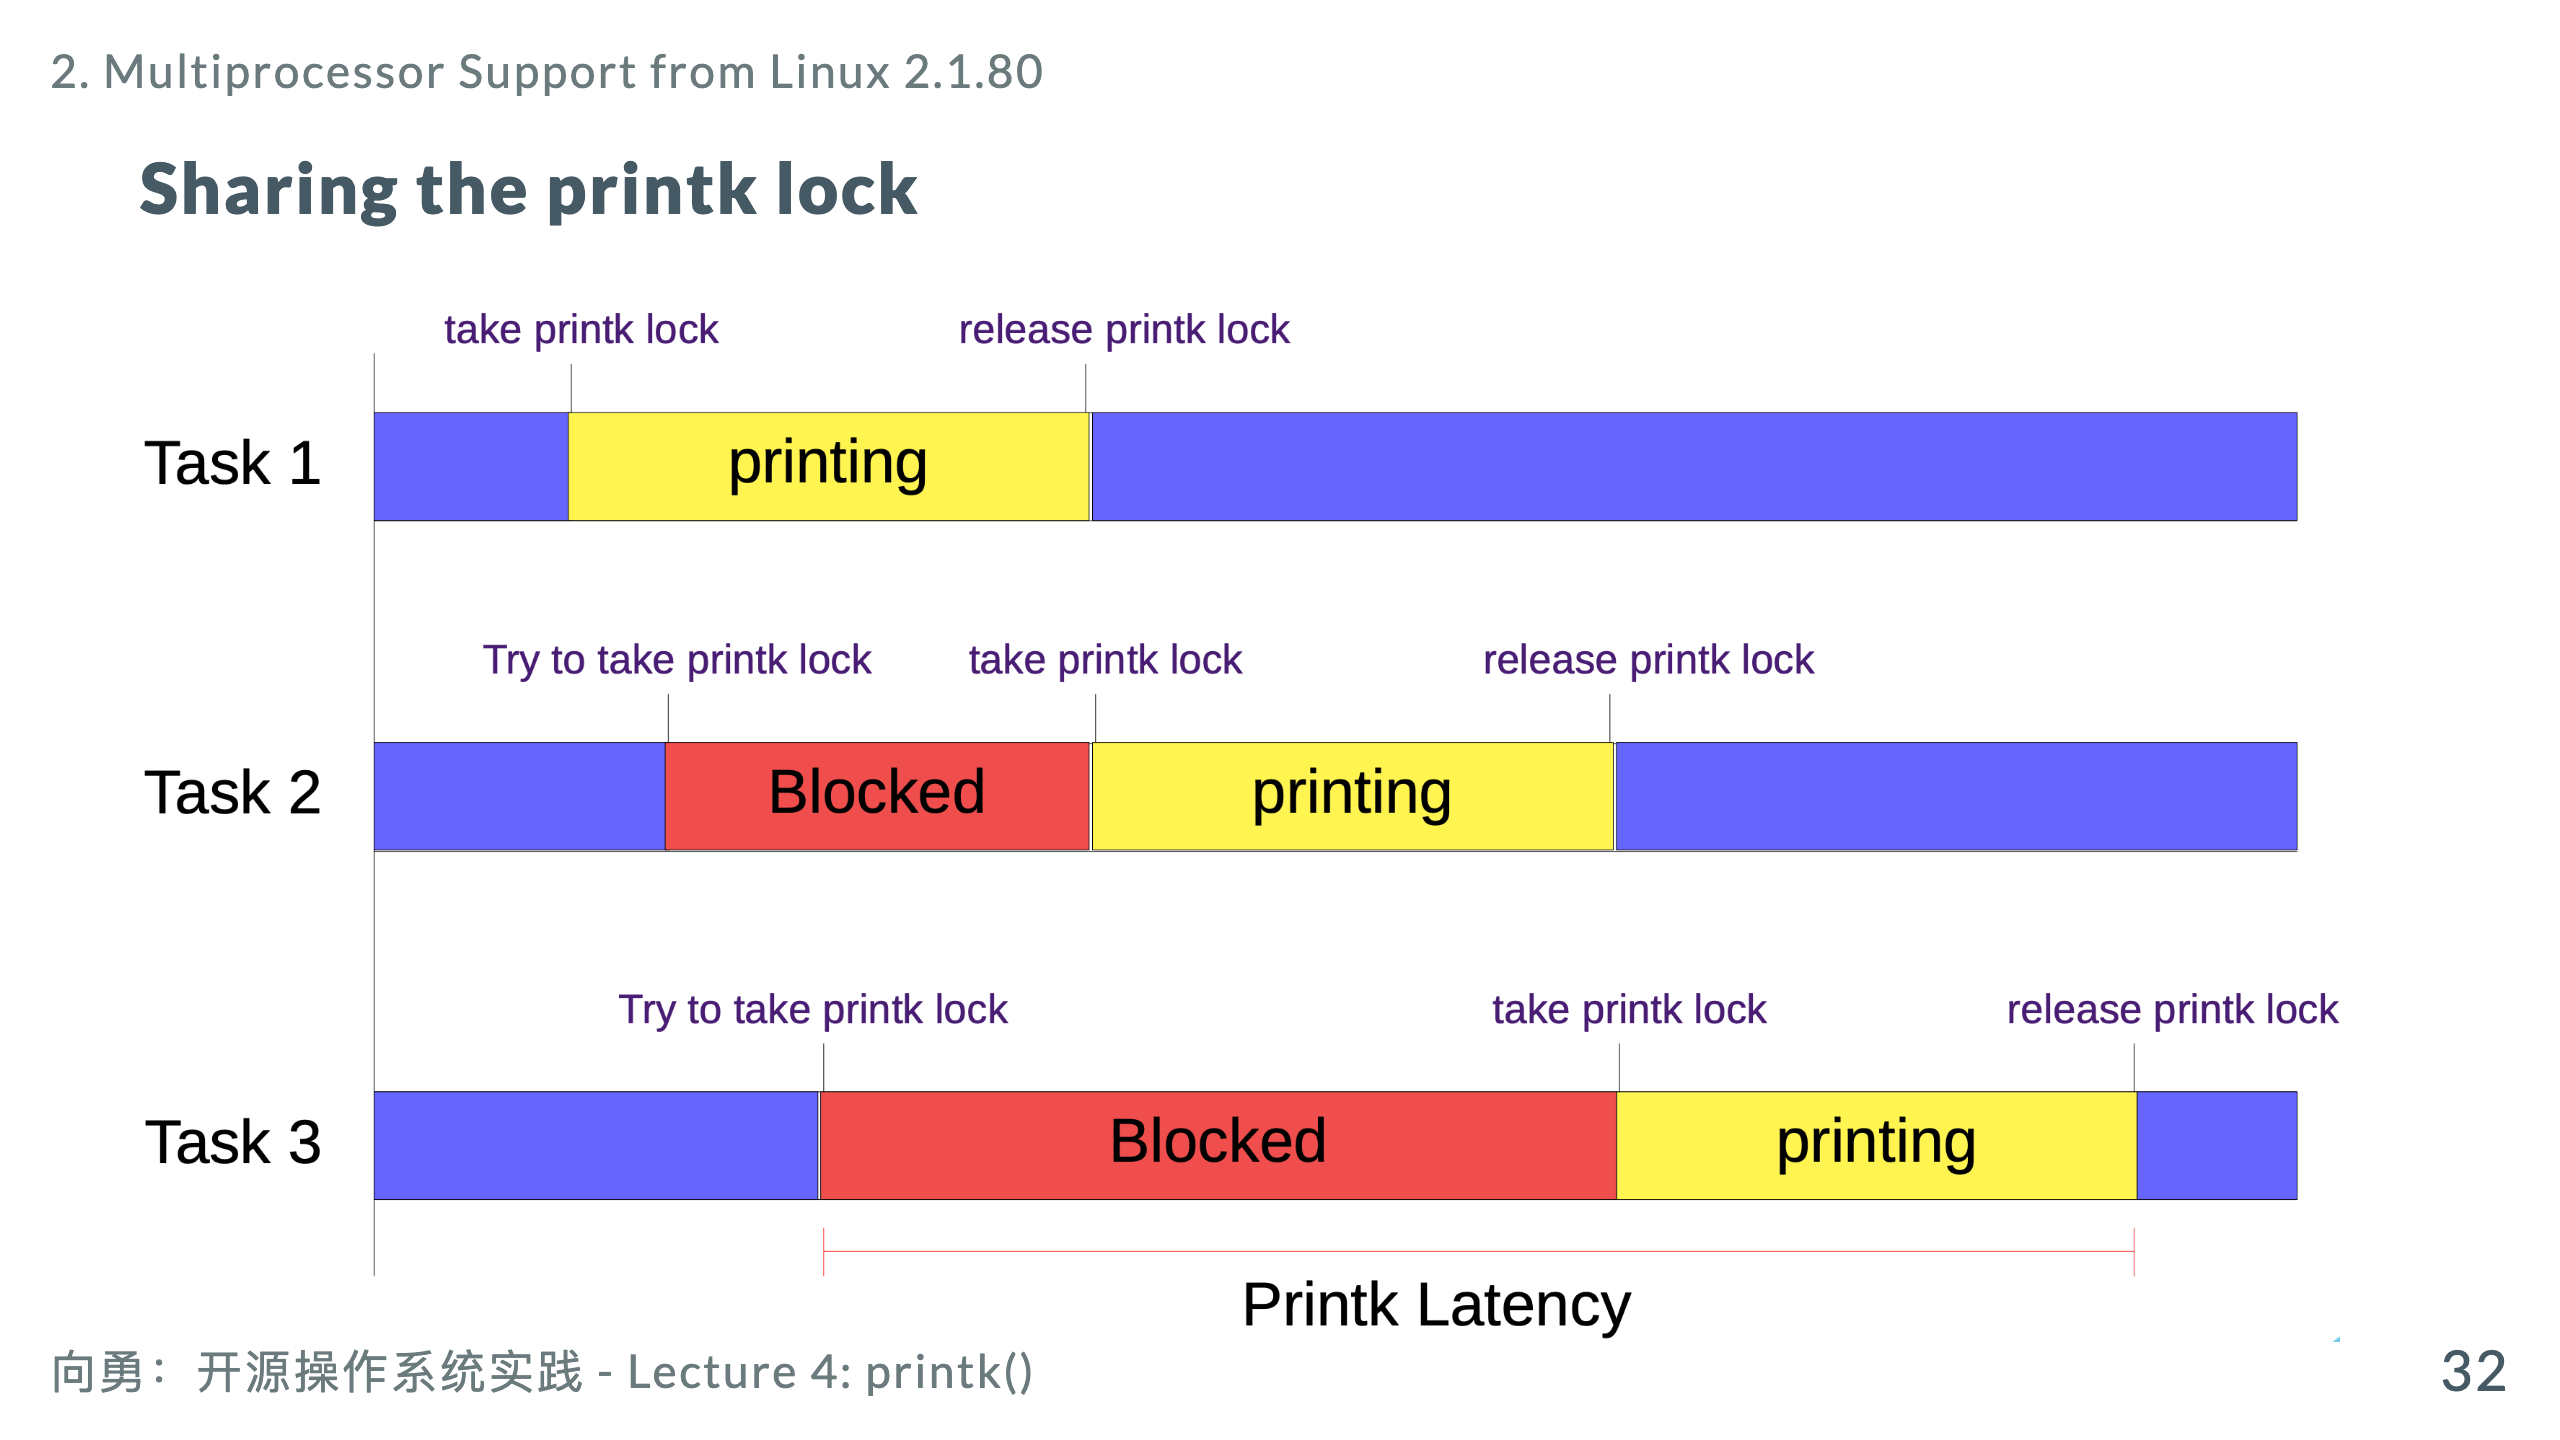 2. Multiprocessor Support from Linux 2.1.80
Sharing the printk lock
take printk lock
release printk lock
Task 1
printing
Try to take printk lock
take printk lock
release printk lock
Task 2
Blocked
printing
Try to take printk lock
take printk lock
release printk lock
Task 3
Blocked
printing
Printk Latency
向勇：开源操作系统实践 - Lecture 4: printk()
32